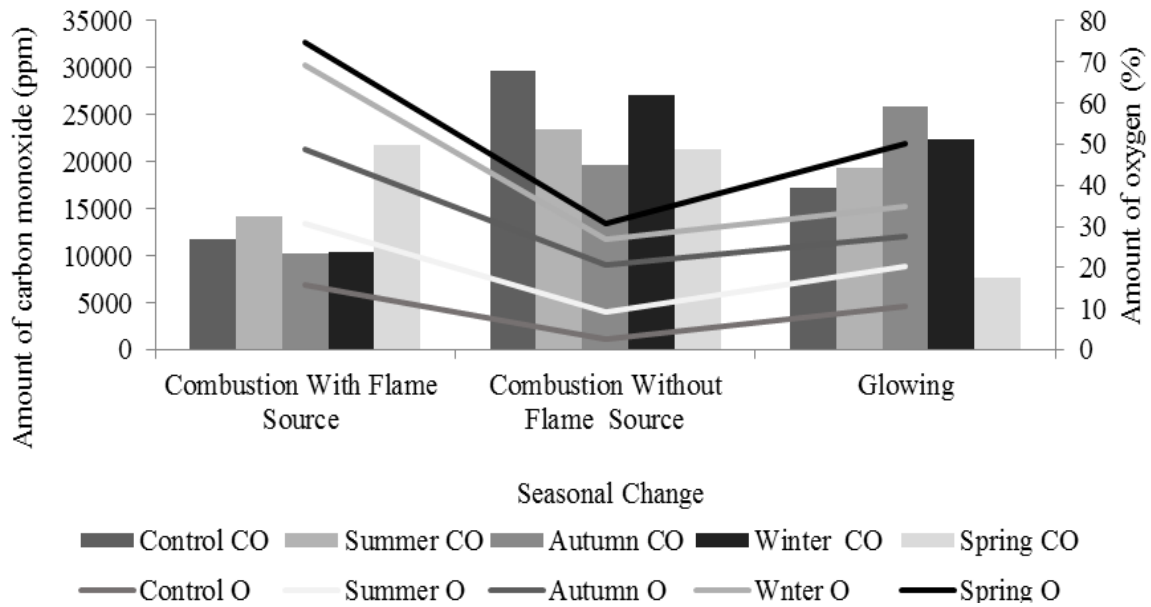 Amount of carbon monoxide (ppm)
35000
30000
25000
20000
15000
10000
5000
0
80
70
60
50
40
30
20
10
0
Amount of oxygen (%)
Combustion With Flame
Source
Combustion Without
Flame Source
Glowing
Seasonal Change
Control CO Summer CO Autumn CO Winter CO Spring CO
Control O Summer O Autumn O Wnter O Spring O